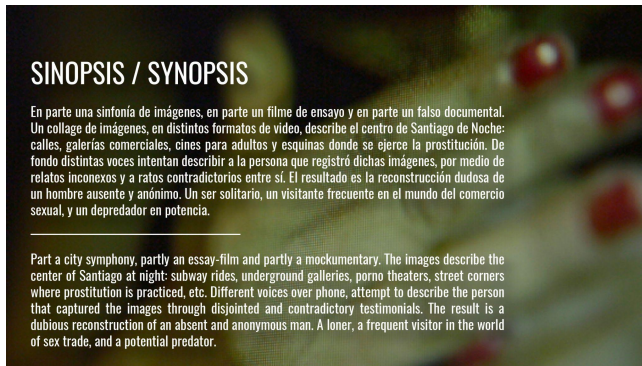 SINOPSIS / SYNOPSIS
En parte una sinfonía de imágenes, en parte un filme de ensayo y en parte un falso documental.
Un collage de imágenes, en distintos formatos de video, describe el centro de Santiago de Noche:
calles, galerías comerciales, cines para adultos y esquinas donde se ejerce la prostitución. De
fondo distintas voces intentan describir a la persona que registró dichas imágenes, por medio de
relatos inconexos y a ratos contradictorios entre sí. El resultado es la reconstrucción dudosa de
un hombre ausente y anónimo. Un ser solitario, un visitante frecuente en el mundo del comercio
sexual, y un depredador en potencia.
Part a city symphony, partly an essay-film and partly a mockumentary. The images describe the
center of Santiago at night: subway rides, underground galleries, porno theaters, street corners
where prostitution is practiced, etc. Different voices over phone, attempt to describe the person
that captured the images through disjointed and contradictory testimonials. The result is a
dubious reconstruction of an absent and anonymous man. A loner, a frequent visitor in the world
of sex trade, and a potential predator.